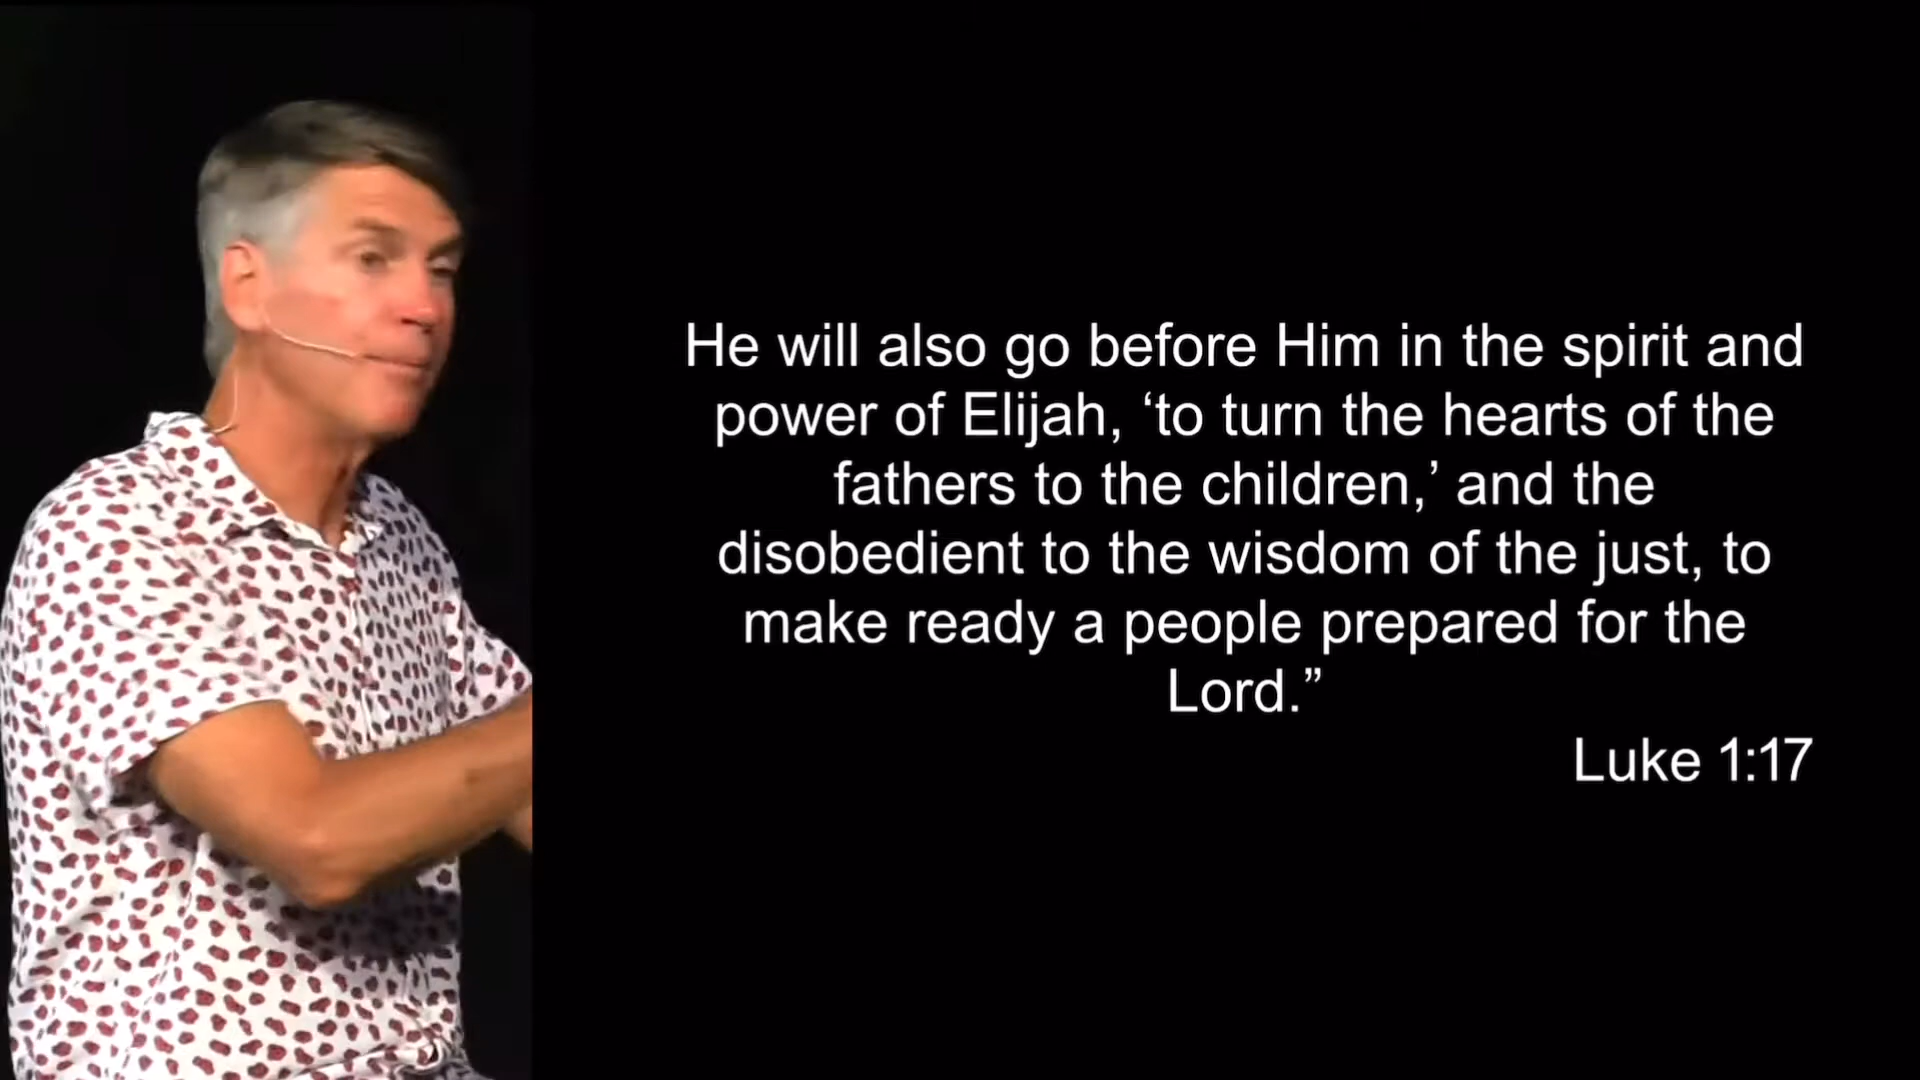 He will also go before Him in the spirit and
power of Elijah, ‘to turn the hearts of the
fathers to the children,’ and the
disobedient to the wisdom of the just, to
make ready a people prepared for the
Lord.”
Luke 1:17